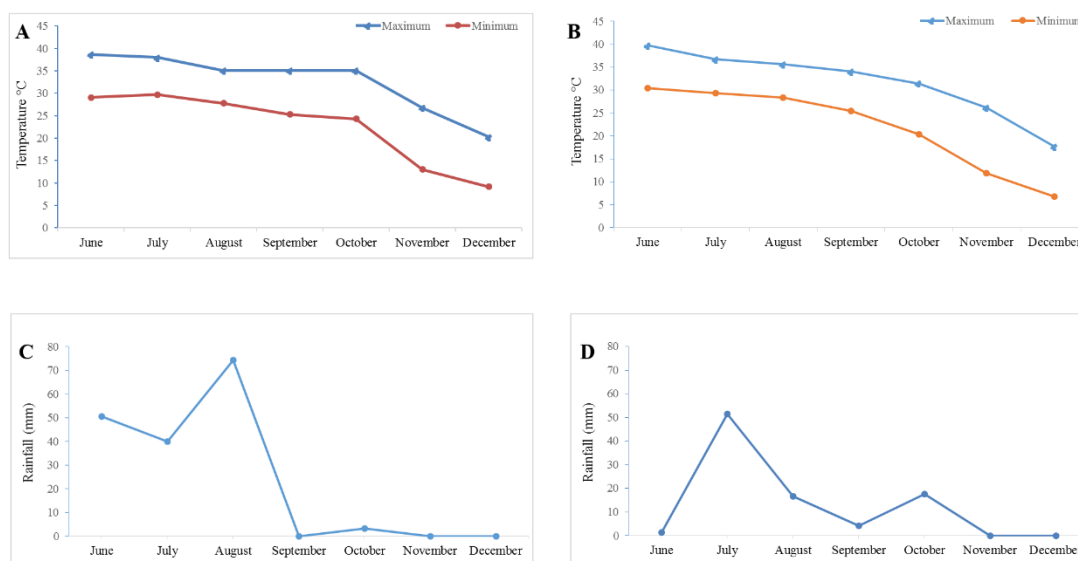 A
Maximum Minimum
45
40
35
30
25
20
15
10
5
0
Temperature °C
June July August September October November December
B
Maximum Minimum
45
40
35
30
25
20
15
10
5
0
Temperature °C
June July August September October November December
C
80
70
60
50
40
30
20
10
0
Rainfall (mm)
June July August September October November December
D
80
70
60
50
40
30
20
10
0
Rainfall (mm)
June July August September October November December